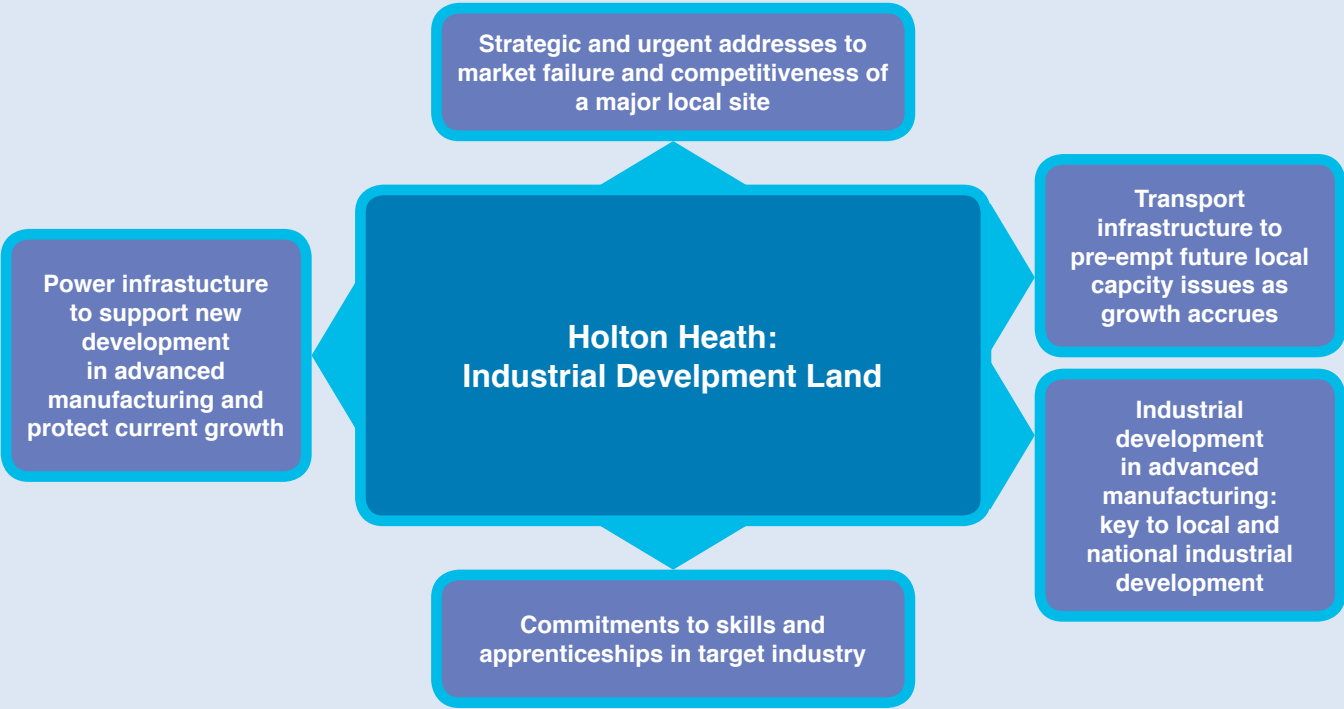 Strategic and urgent addresses to
market failure and competitiveness of
a major local site
Power infrastucture
to support new
development
in advanced
manufacturing and
protect current growth
Holton Heath:
Industrial Develpment Land
Transport
infrastructure to
pre-empt future local
capcity issues as
growth accrues
Industrial
development
in advanced
manufacturing:
key to local and
national industrial
development
Commitments to skills and
apprenticeships in target industry